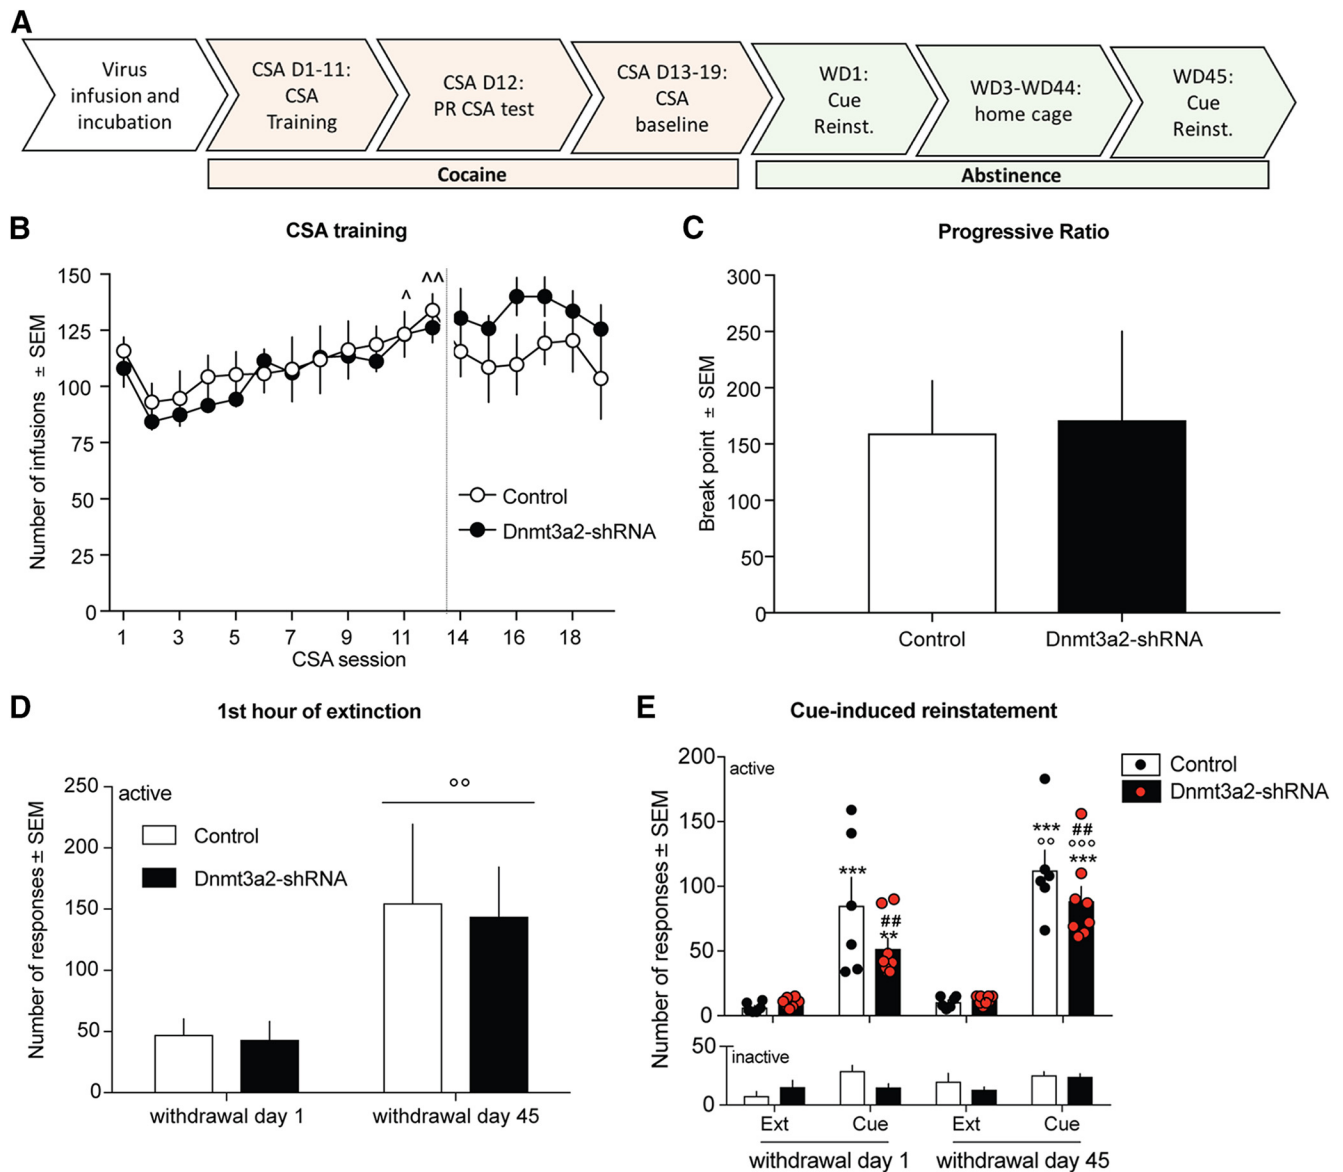 A
Virus
infusion and
incubation
CSA D1-11:
CSA
Training
CSA D12:
PR CSA test
CSA D13-19:
CSA
baseline
WD1:
Cue
Reinst.
WD3-WD44:
home cage
WD45:
Cue
Reinst.
Cocaine
Abstinence
B
CSA training
Number of infusions ± SEM
150
125
100
75
50
25
0
^
^^
Control
Dnmt3a2-shRNA
1 3 5 7 9 11 14 16 18
CSA session
C
Progressive Ratio
Break point ± SEM
300
250
200
150
100
50
0
Control
Dnmt3a2-shRNA
D
1st hour of extinction
Number of responses ± SEM
250
200
150
100
50
0
active
°°
Control
Dnmt3a2-shRNA
withdrawal day 1
withdrawal day 45
E
Cue-induced reinstatement
Number of responses ± SEM
200
150
100
50
0
active
Control
Dnmt3a2-shRNA
***
##
**
***
°°
##
°°°
***
50
0
inactive
Ext Cue Ext Cue
withdrawal day 1
withdrawal day 45